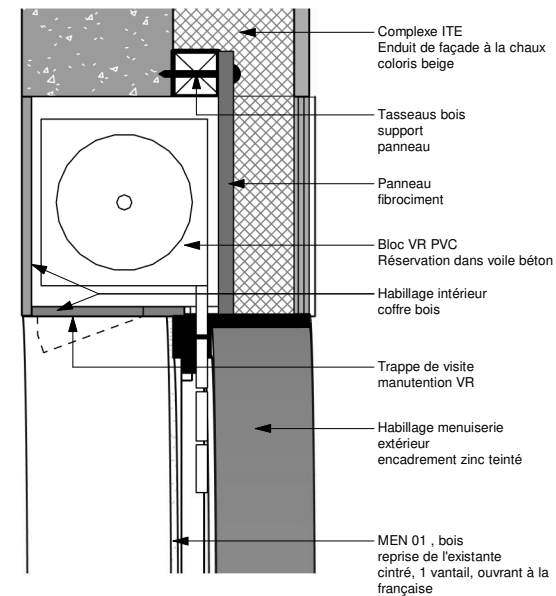 Complexe ITE
Enduit de façade à la chaux
coloris beige
Tasseaus bois
support
panneau
Panneau
fibrociment
Bloc VR PVC
Réservation dans voile béton
Habillage intérieur
coffre bois
Trappe de visite
manutention VR
Habillage menuiserie
extérieur
encadrement zinc teinté
MEN 01 , bois
reprise de l'existante
cintré, 1 vantail, ouvrant à la
française